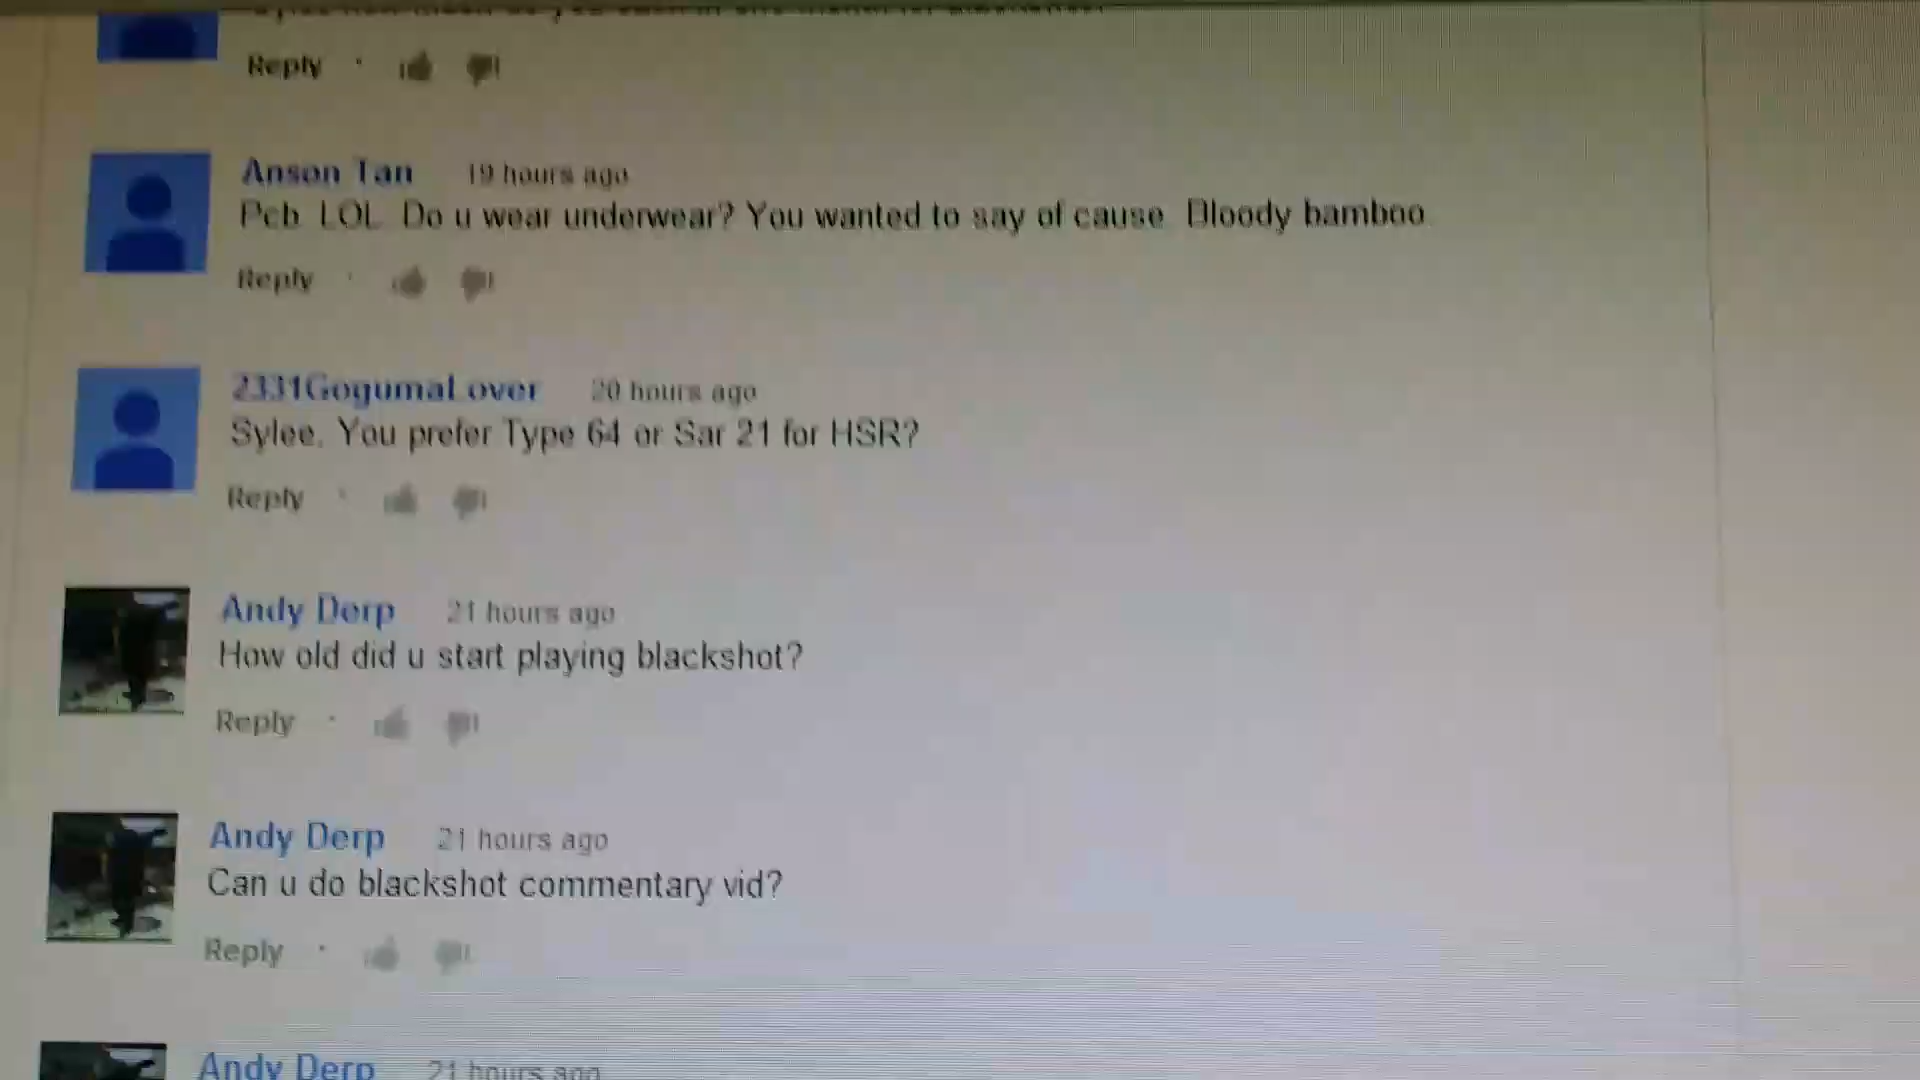 Reply
Anson Tan 19 hours ago
Pcb. LOL. Do u wear underwear? You wanted to say of cause. Bloody bamboo.
Reply
2331GogumaLover 20 hours ago
Sylee. You prefer Type 64 or Sar 21 for HSR?
Reply
Andy Derp 21 hours ago
How old did u start playing blackshot?
Reply
Andy Derp 21 hours ago
Can u do blackshot commentary vid?
Reply
Andy Derp 21 hours ago